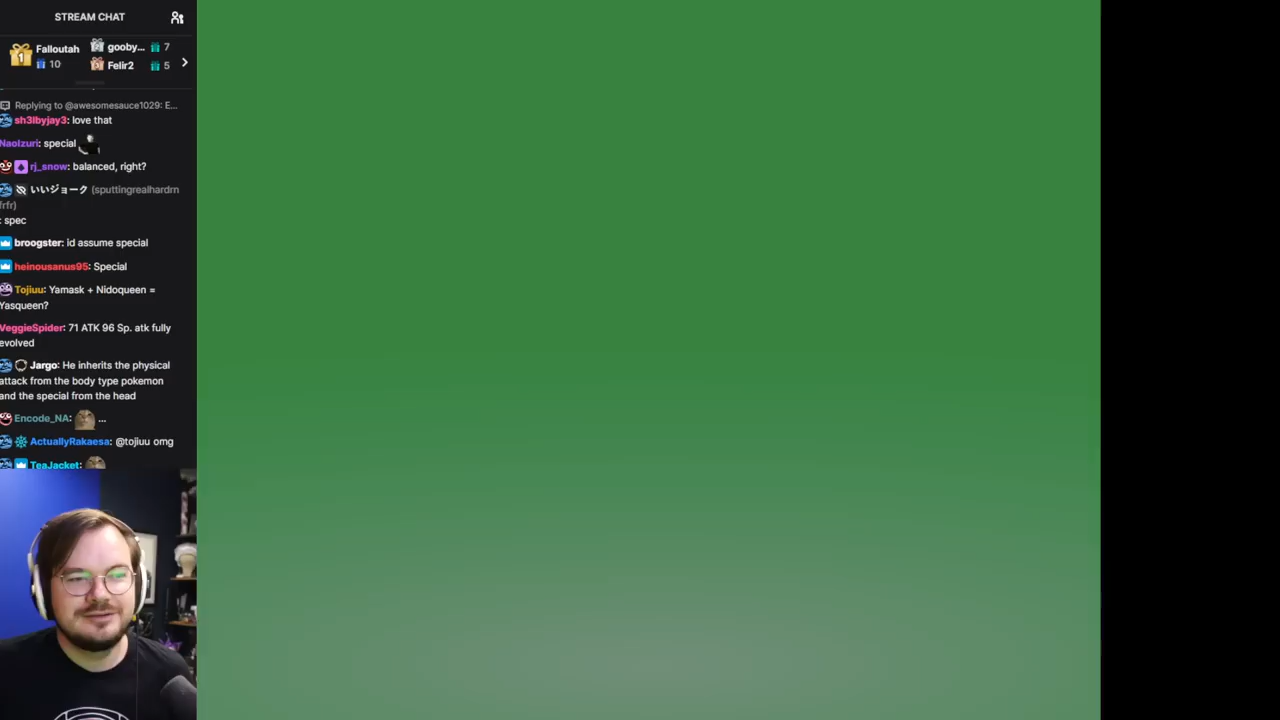 STREAM CHAT
1 Falloutah
10
gooby... 7
Felir2 5
Replying to @awesomesauce1029: E...
sh3lbyjay3: love that
NaoIzuri: special
rj_snow: balanced, right?
いいジョーク (sputtingrealhardrn
frfr)
: spec
broogster: id assume special
heinousanus95: Special
Tojiuu: Yamask + Nidoqueen =
Yasqueen?
VeggieSpider: 71 ATK 96 Sp. atk fully
evolved
Jargo: He inherits the physical
attack from the body type pokemon
and the special from the head
Encode_NA: ...
ActuallyRakaesa: @tojiuu omg
TeaJacket: